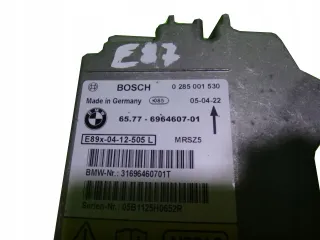 E87
BOSCH 0 285 001 530
Made in Germany 05-04-22
65.77 - 6964607-01
E89x-04-12-505 L MRSZ5
BMW-Nr.: 31696460701T